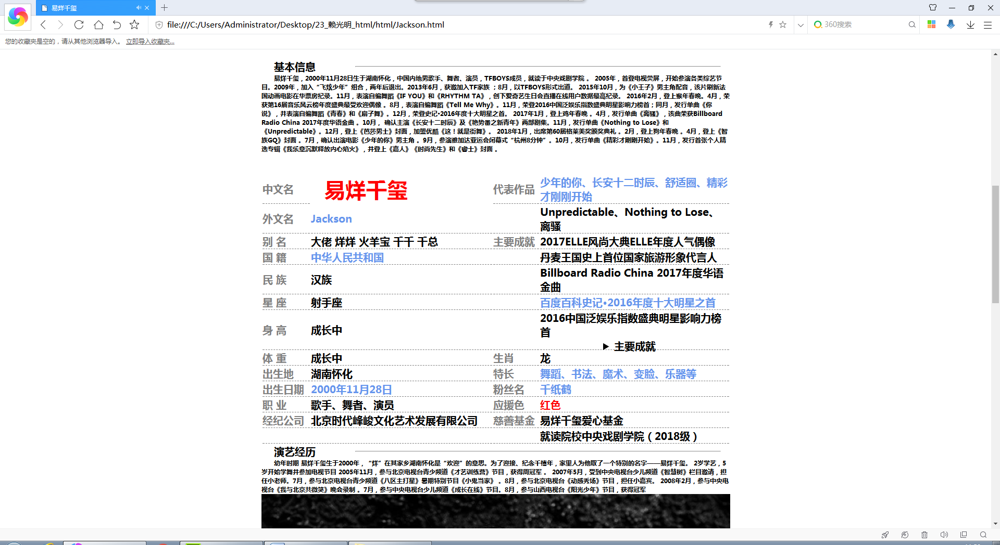 易烊千玺
file:///C:/Users/Administrator/Desktop/23_赖光明_html/html/Jackson.html
360搜索
您的收藏夹是空的，请从其他浏览器导入。 立即导入收藏夹...
基本信息
易烊千玺，2000年11月28日生于湖南怀化，中国内地男歌手、舞者、演员，TFBOYS成员，就读于中央戏剧学院 。 2005年，首登电视荧屏，开始参演各类综艺节
目。2009年，加入“飞炫少年”组合，两年后退出。2013年6月，获邀加入TF家族 ；8月，以TFBOYS形式出道。 2015年10月，为《小王子》男主角配音，该片刷新法
国动画电影在华票房纪录。11月，表演自编舞蹈《IF YOU》和《RHYTHM TA》，创下爱奇艺生日会直播在线用户数据最高纪录。 2016年2月，登上猴年春晚。4月，荣
获第16届音乐风云榜年度盛典最受欢迎偶像 。8月，表演自编舞蹈《Tell Me Why》。11月，荣登2016中国泛娱乐指数盛典明星影响力榜首；同月，发行单曲《你
说》，并表演自编舞蹈《青春》和《扇子舞》。12月，荣登史记·2016年度十大明星之首。 2017年1月，登上鸡年春晚 。4月，发行单曲《离骚》，该曲荣获Billboard
Radio China 2017年度华语金曲 。10月， 确认主演《长安十二时辰》及《艳势番之新青年》两部剧集。11月，发行单曲《Nothing to Lose》和
《Unpredictable》。12月，登上《芭莎男士》封面，加盟优酷《这！就是街舞》。 2018年1月，出席第60届格莱美奖颁奖典礼 。2月，登上狗年春晚 。4月，登上《智
族GQ》封面 。7月，确认出演电影《少年的你》男主角 。9月，参演雅加达亚运会闭幕式“杭州8分钟”。10月，发行单曲《精彩才刚刚开始》。11月，发行首张个人精
选专辑《我乐意沉默释放内心焰火》，并登上《嘉人》《时尚先生》和《睿士》封面 。
中文名 易烊千玺 代表作品 少年的你、长安十二时辰、舒适圈、精彩
才刚刚开始
外文名 Jackson Unpredictable、Nothing to Lose、
离骚
别 名 大佬 烊烊 火羊宝 千千 千总 主要成就 2017ELLE风尚大典ELLE年度人气偶像
国 籍 中华人民共和国 丹麦王国史上首位国家旅游形象代言人
民 族 汉族 Billboard Radio China 2017年度华语
金曲
星 座 射手座 百度百科史记·2016年度十大明星之首
身 高 成长中 2016中国泛娱乐指数盛典明星影响力榜
首
▶ 主要成就
体 重 成长中 生肖 龙
出生地 湖南怀化 特长 舞蹈、书法、魔术、变脸、乐器等
出生日期 2000年11月28日 粉丝名 千纸鹤
职 业 歌手、舞者、演员 应援色 红色
经纪公司 北京时代峰峻文化艺术发展有限公司 慈善基金 易烊千玺爱心基金
就读院校中央戏剧学院（2018级）
演艺经历
幼年时期 易烊千玺生于2000年，“烊”在其家乡湖南怀化是“欢迎”的意思。为了迎接、纪念千禧年，家里人为他取了一个特别的名字——易烊千玺。 2岁学艺，5
岁开始学舞并参加电视节目 2005年11月，参与北京电视台青少频道《才艺训练营》节目，获得周冠军 。 2007年5月，受到中央电视台少儿频道《智慧树》栏目邀请，担
任小老师。7月，参与北京电视台青少频道《八区主打星》暑期特别节目《小鬼当家》 。8月，参与北京电视台《动感秀场》节目，担任小嘉宾。 2008年2月，参与中央电
视台《我与北京共微笑》晚会录制 。7月，参与中央电视台少儿频道《成长在线》节目。8月，参与山西电视台《阳光少年》节目，获得冠军